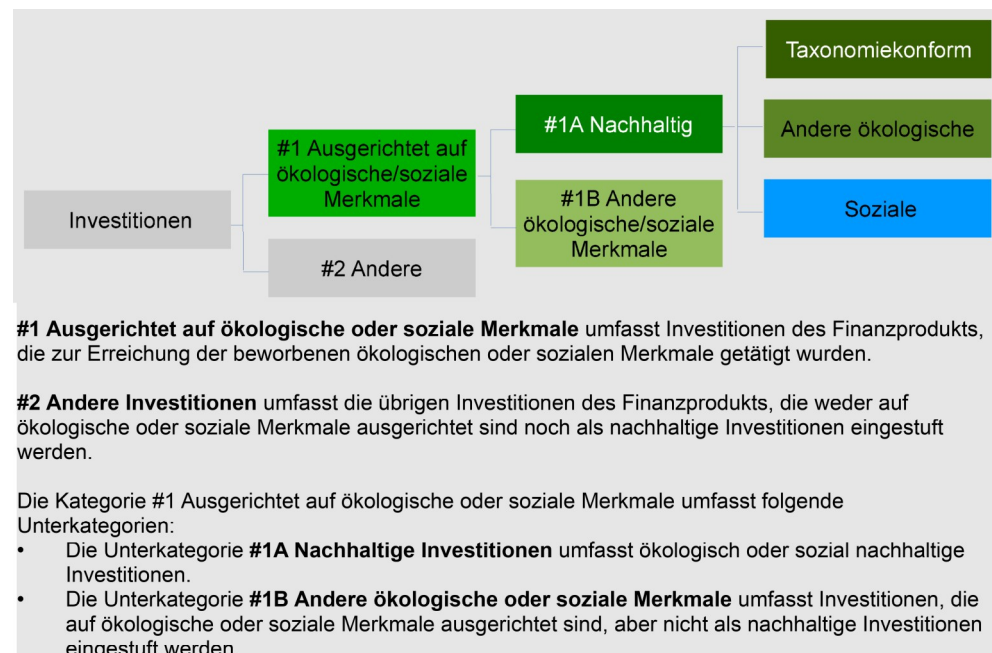 Taxonomiekonform
#1A Nachhaltig
Andere ökologische
#1 Ausgerichtet auf
ökologische/soziale
Merkmale
#1B Andere
ökologische/soziale
Merkmale
Soziale
Investitionen
#2 Andere
#1 Ausgerichtet auf ökologische oder soziale Merkmale umfasst Investitionen des Finanzprodukts,
die zur Erreichung der beworbenen ökologischen oder sozialen Merkmale getätigt wurden.
#2 Andere Investitionen umfasst die übrigen Investitionen des Finanzprodukts, die weder auf
ökologische oder soziale Merkmale ausgerichtet sind noch als nachhaltige Investitionen eingestuft
werden.
Die Kategorie #1 Ausgerichtet auf ökologische oder soziale Merkmale umfasst folgende
Unterkategorien:
• Die Unterkategorie #1A Nachhaltige Investitionen umfasst ökologisch oder sozial nachhaltige
Investitionen.
• Die Unterkategorie #1B Andere ökologische oder soziale Merkmale umfasst Investitionen, die
auf ökologische oder soziale Merkmale ausgerichtet sind, aber nicht als nachhaltige Investitionen
eingestuft werden